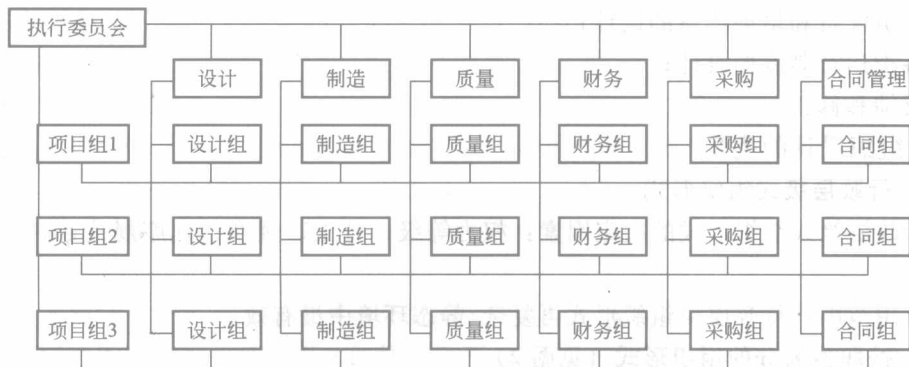 执行委员会
设计 制造 质量 财务 采购 合同管理
项目组1 设计组 制造组 质量组 财务组 采购组 合同组
项目组2 设计组 制造组 质量组 财务组 采购组 合同组
项目组3 设计组 制造组 质量组 财务组 采购组 合同组